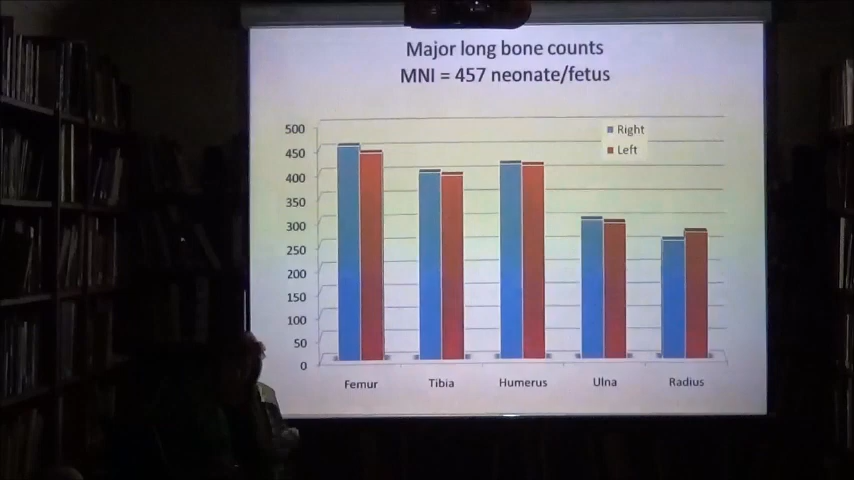 Major long bone counts
MNI = 457 neonate/fetus
Right
Left
500
450
400
350
300
250
200
150
100
50
0
Femur Tibia Humerus Ulna Radius